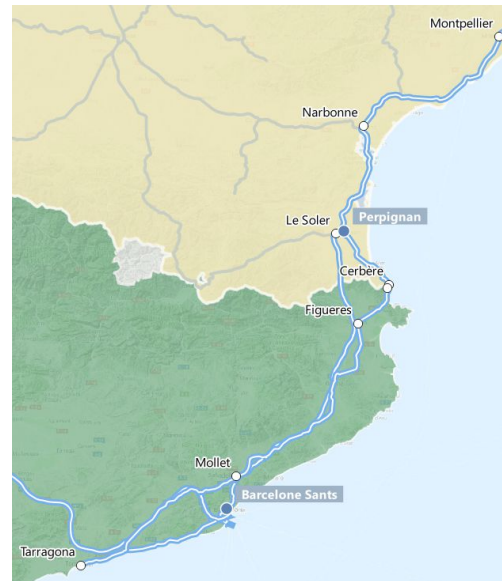 Montpellier
Narbonne
Le Soler
Perpignan
Cerbère
Figueres
Mollet
Barcelone Sants
Tarragona